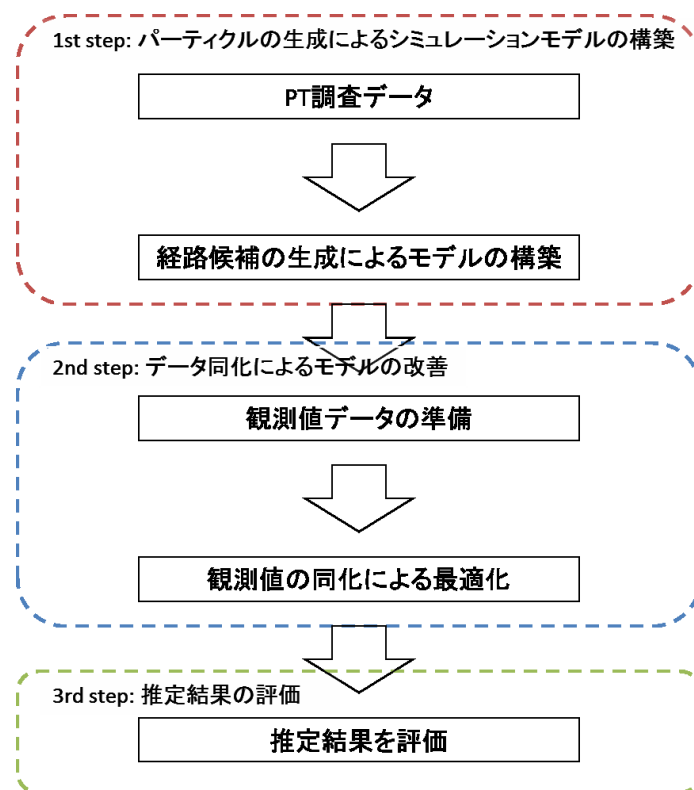 1st step: パーティクルの生成によるシミュレーションモデルの構築
PT調査データ
経路候補の生成によるモデルの構築
2nd step: データ同化によるモデルの改善
観測値データの準備
観測値の同化による最適化
3rd step: 推定結果の評価
推定結果を評価